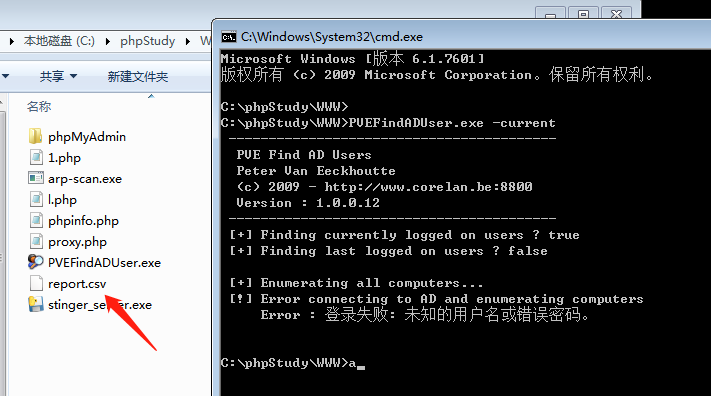 本地磁盘 (C:) ▸ phpStudy ▸ W
共享 ▾ 新建文件夹
名称
phpMyAdmin
1.php
arp-scan.exe
l.php
phpinfo.php
proxy.php
PVEFindADUser.exe
report.csv
stinger_server.exe
C:\Windows\System32\cmd.exe
Microsoft Windows [版本 6.1.7601]
版权所有 (c) 2009 Microsoft Corporation。保留所有权利。
C:\phpStudy\WWW>
C:\phpStudy\WWW>PVEFindADUser.exe -current
-----------------------------------------
PVE Find AD Users
Peter Van Eeckhoutte
(c) 2009 - http://www.corelan.be:8800
Version : 1.0.0.12
-----------------------------------------
[+] Finding currently logged on users ? true
[+] Finding last logged on users ? false
[+] Enumerating all computers...
[!] Error connecting to AD and enumerating computers
Error : 登录失败: 未知的用户名或错误密码。
C:\phpStudy\WWW>a_